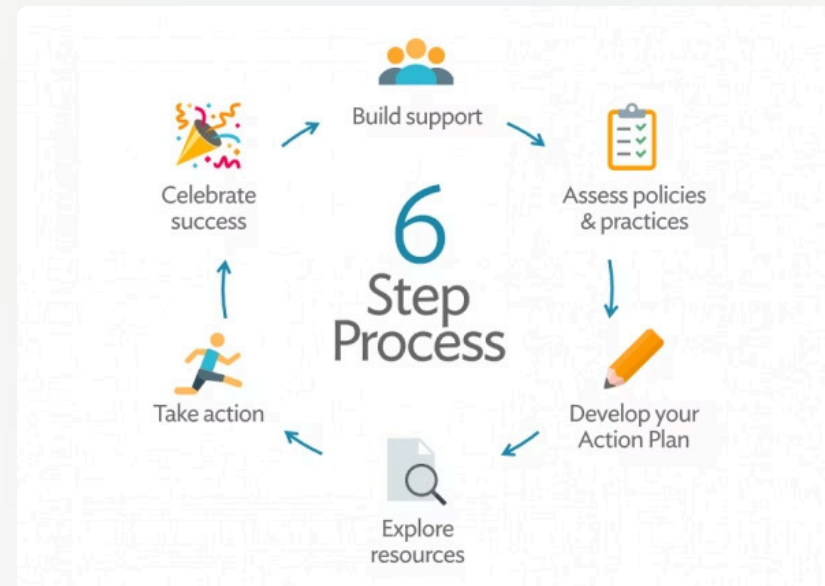 Build support
Assess policies
& practices
Develop your
Action Plan
Explore
resources
Take action
Celebrate
success
6
Step
Process